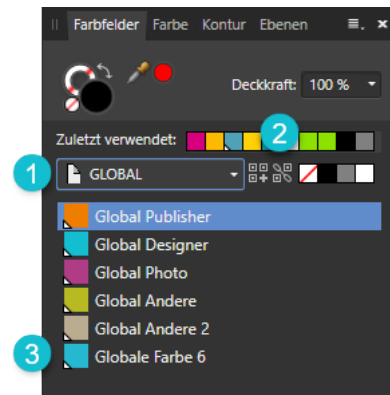 Farbfelder Farbe Kontur Ebenen
Deckkraft: 100 %
Zuletzt verwendet: 2
1 GLOBAL
Global Publisher
Global Designer
Global Photo
Global Andere
Global Andere 2
3 Globale Farbe 6